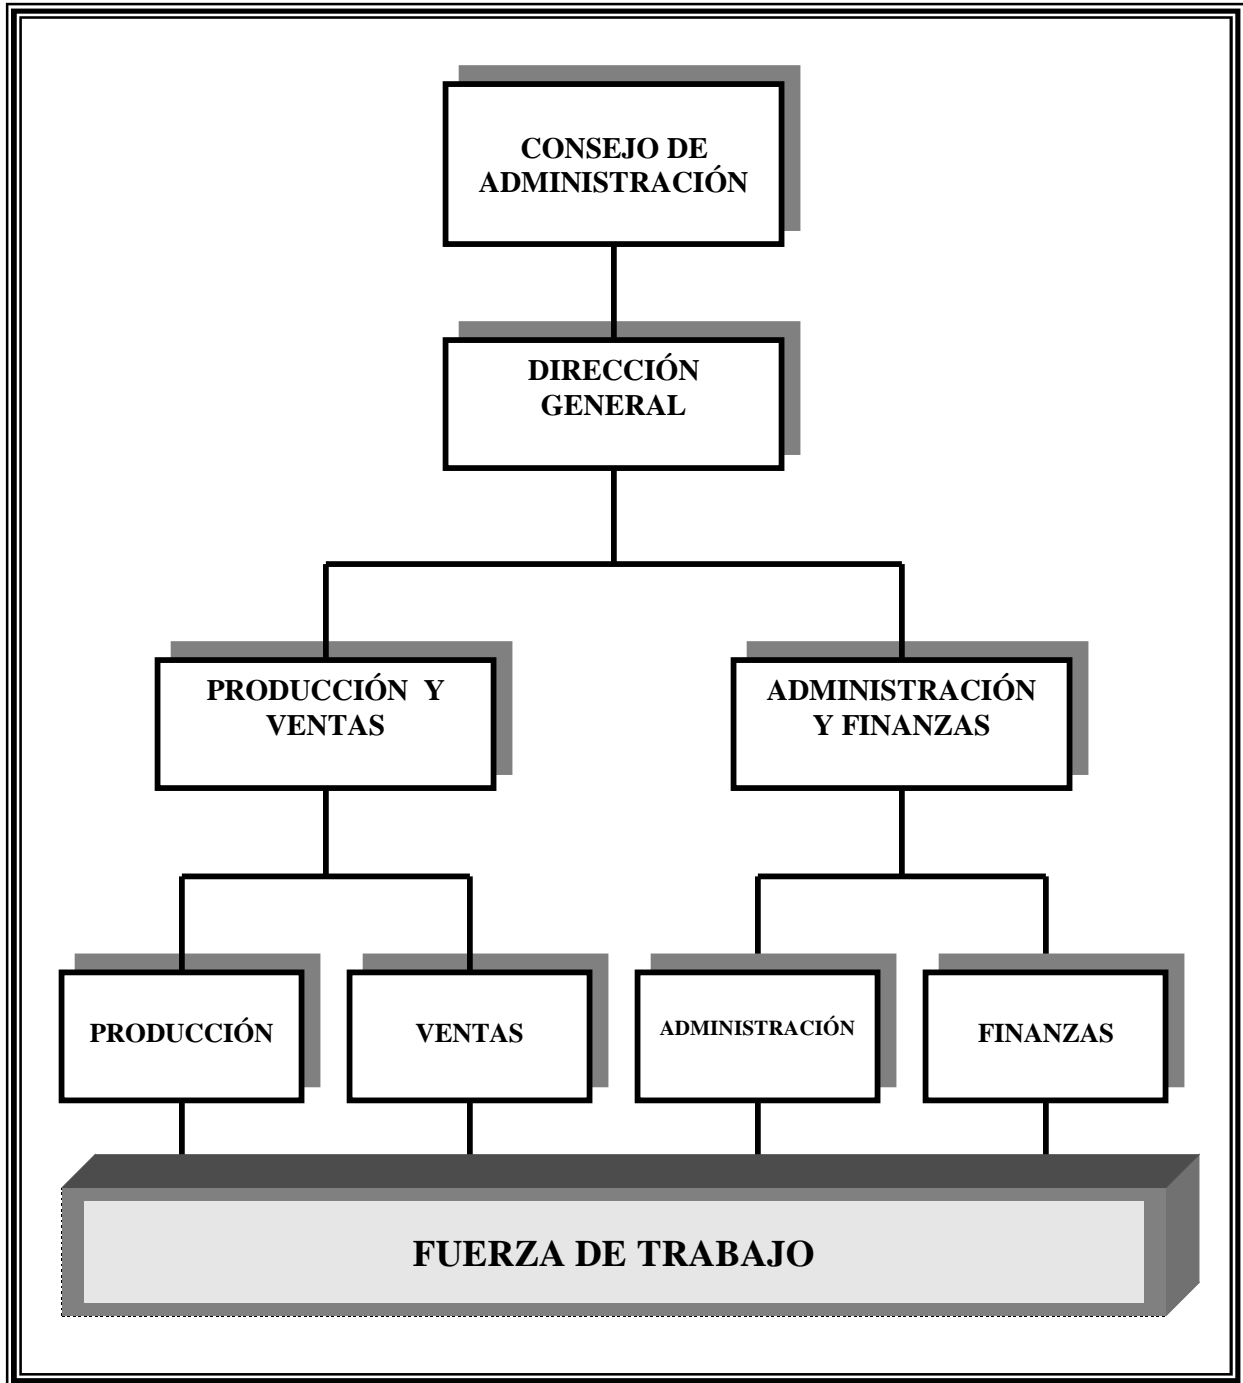 CONSEJO DE
ADMINISTRACIÓN
DIRECCIÓN
GENERAL
PRODUCCIÓN Y
VENTAS
ADMINISTRACIÓN
Y FINANZAS
PRODUCCIÓN
VENTAS
ADMINISTRACIÓN
FINANZAS
FUERZA DE TRABAJO